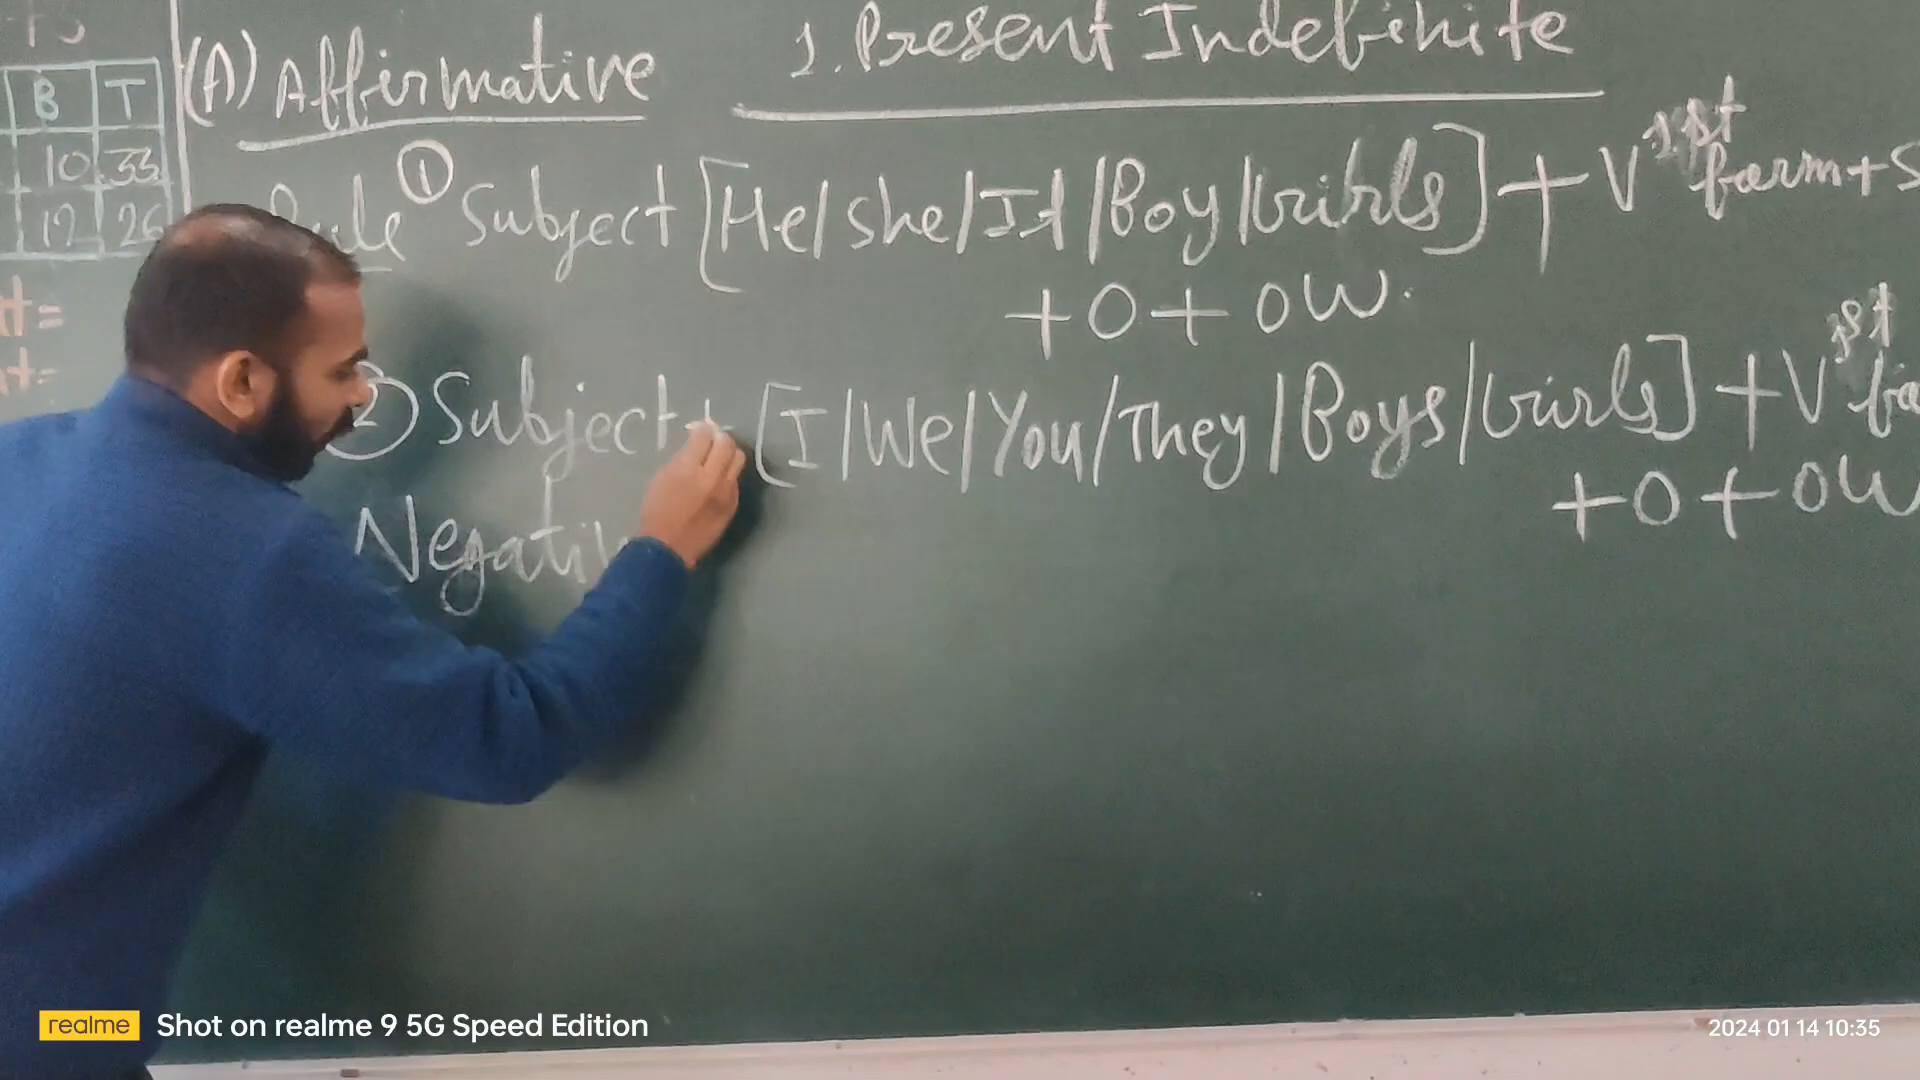 1. Present Indefinite
(A) Affirmative
B T
10 33
12 26
Rule ① Subject [He/She/It/Boy/Girls] + V 1st form + S
+ O + OW.
② Subject + [I/We/You/They/Boys/Girls] + V 1st fo
+ O + OW
Negativ
realme Shot on realme 9 5G Speed Edition
2024 01 14 10:35